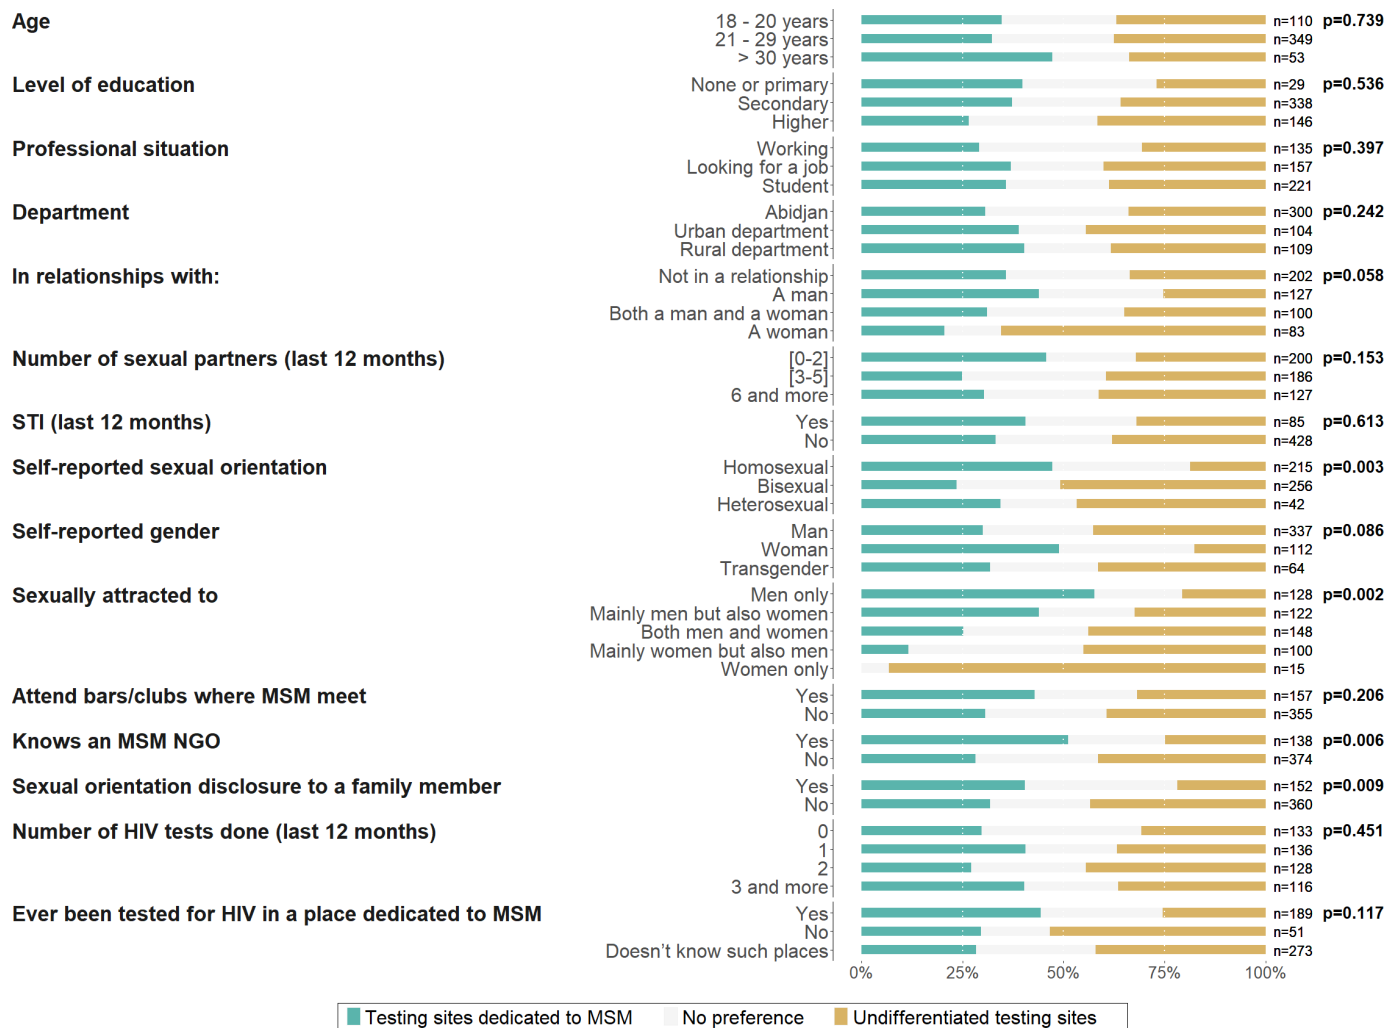 Age
18 - 20 years n=110 p=0.739
21 - 29 years n=349
> 30 years n=53
Level of education
None or primary n=29 p=0.536
Secondary n=338
Higher n=146
Professional situation
Working n=135 p=0.397
Looking for a job n=157
Student n=221
Department
Abidjan n=300 p=0.242
Urban department n=104
Rural department n=109
In relationships with:
Not in a relationship n=202 p=0.058
A man n=127
Both a man and a woman n=100
A woman n=83
Number of sexual partners (last 12 months)
[0-2] n=200 p=0.153
[3-5] n=186
6 and more n=127
STI (last 12 months)
Yes n=85 p=0.613
No n=428
Self-reported sexual orientation
Homosexual n=215 p=0.003
Bisexual n=256
Heterosexual n=42
Self-reported gender
Man n=337 p=0.086
Woman n=112
Transgender n=64
Sexually attracted to
Men only n=128 p=0.002
Mainly men but also women n=122
Both men and women n=148
Mainly women but also men n=100
Women only n=15
Attend bars/clubs where MSM meet
Yes n=157 p=0.206
No n=355
Knows an MSM NGO
Yes n=138 p=0.006
No n=374
Sexual orientation disclosure to a family member
Yes n=152 p=0.009
No n=360
Number of HIV tests done (last 12 months)
0 n=133 p=0.451
1 n=136
2 n=128
3 and more n=116
Ever been tested for HIV in a place dedicated to MSM
Yes n=189 p=0.117
No n=51
Doesn't know such places n=273
0% 25% 50% 75% 100%
Testing sites dedicated to MSM No preference Undifferentiated testing sites